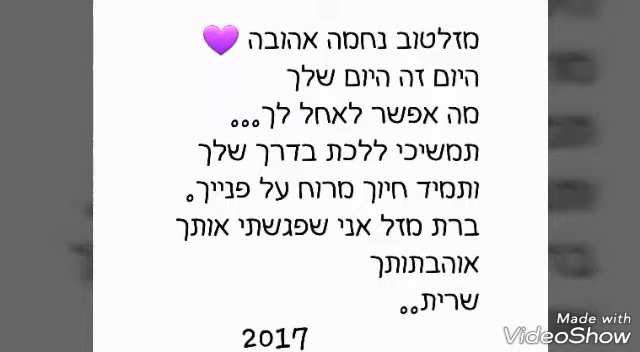 מזלטוב נחמה אהובה 💜
היום זה היום שלך
מה אפשר לאחל לך...
תמשיכי ללכת בדרך שלך
ותמיד חיוך מרוח על פנייך.
ברת מזל אני שפגשתי אותך
אוהבתותך
שרית..
2017
Made with
VideoShow